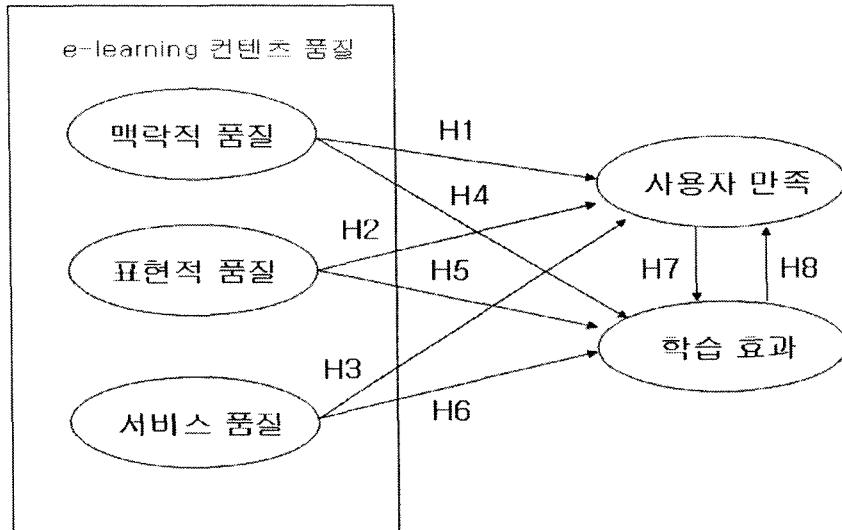 e-learning 컨텐츠 품질
맥락적 품질
표현적 품질
서비스 품질
H1
H4
H2
H5
H3
H6
사용자 만족
H7
H8
학습 효과